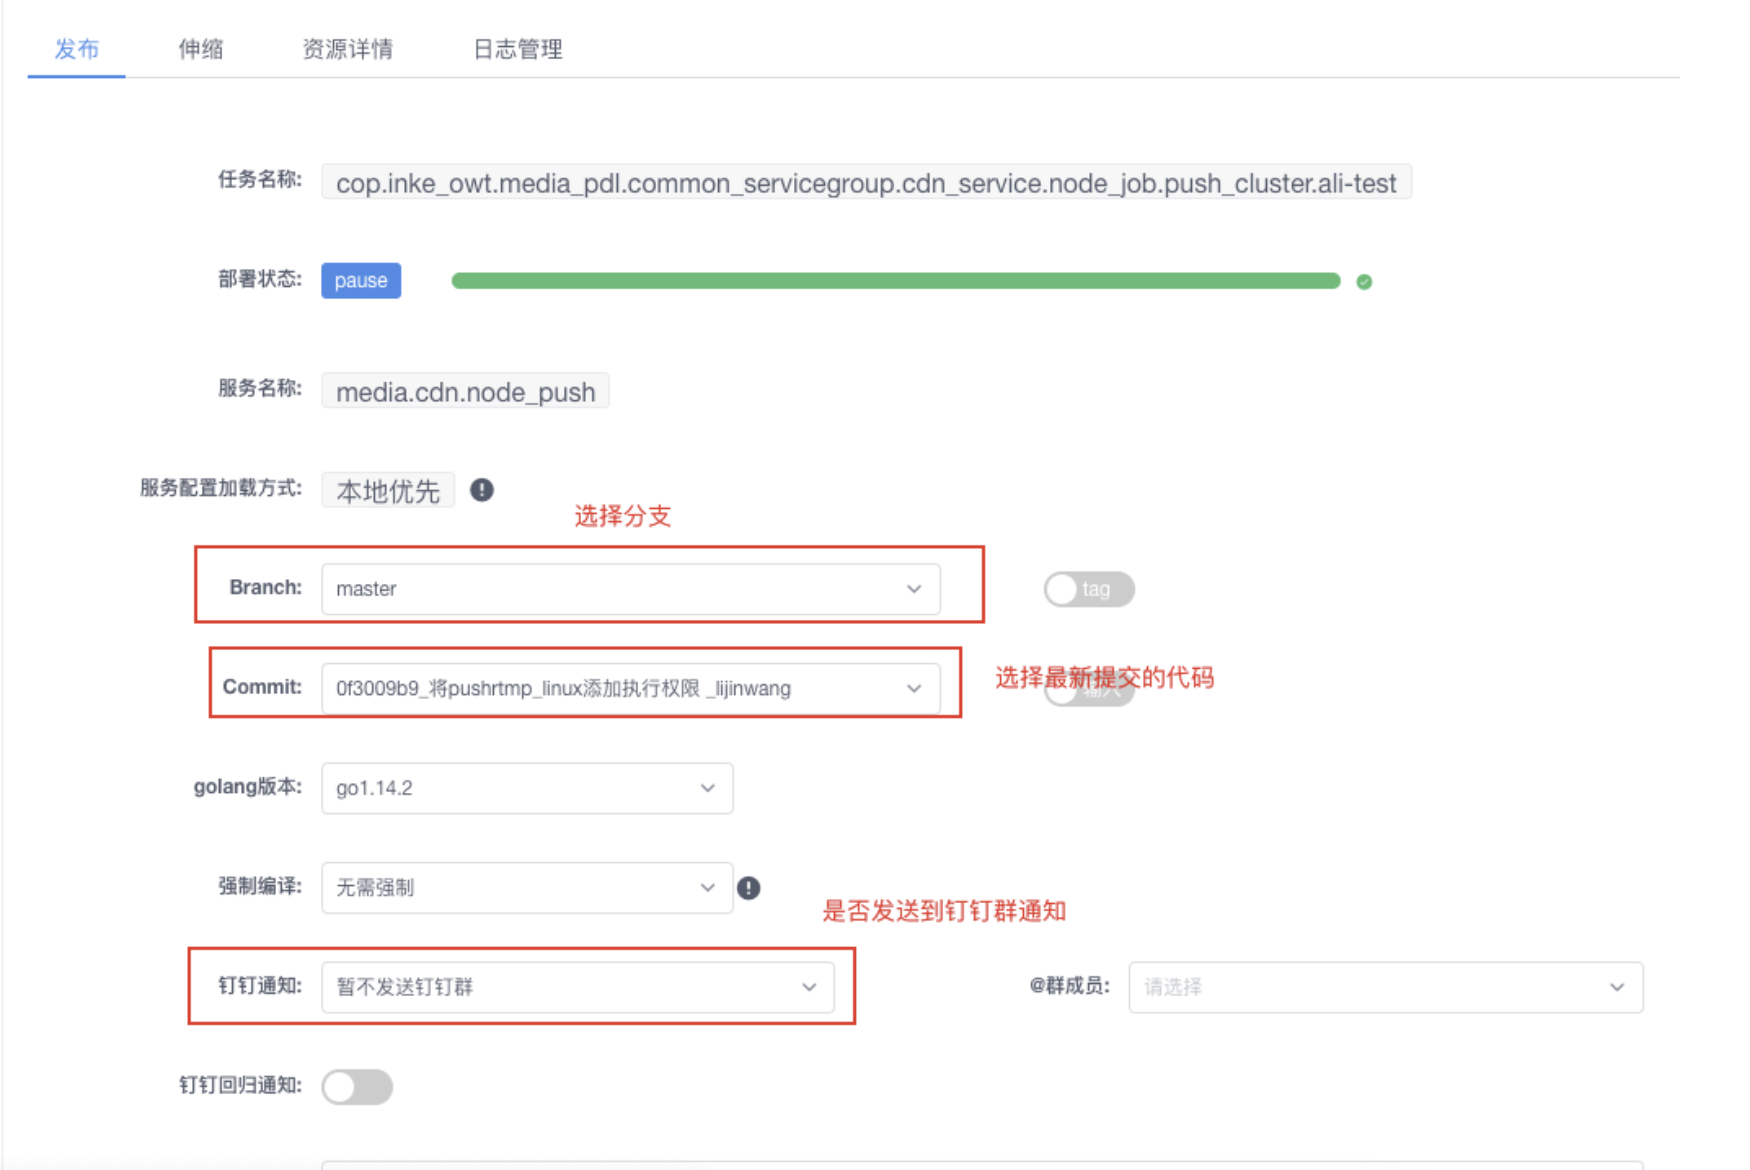 发布 伸缩 资源详情 日志管理
任务名称: cop.inke_owt.media_pdl.common_servicegroup.cdn_service.node_job.push_cluster.ali-test
部署状态: pause
服务名称: media.cdn.node_push
服务配置加载方式: 本地优先
选择分支
Branch: master tag
Commit: 0f3009b9_将pushrtmp_linux添加执行权限 _lijinwang 选择最新提交的代码
输入
golang版本: go1.14.2
强制编译: 无需强制
是否发送到钉钉群通知
钉钉通知: 暂不发送钉钉群 @群成员: 请选择
钉钉回归通知: